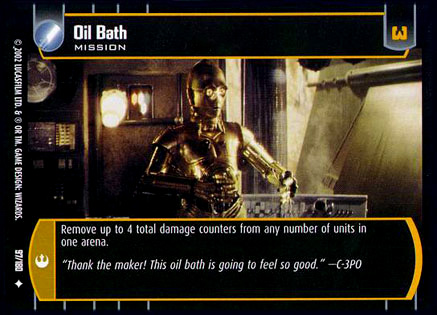 Oil Bath
MISSION
3
Remove up to 4 total damage counters from any number of units in
one arena.
“Thank the maker! This oil bath is going to feel so good.” —C-3PO
© 2002 LUCASFILM LTD. & ® OR TM. GAME DESIGN: WIZARDS.
97/180